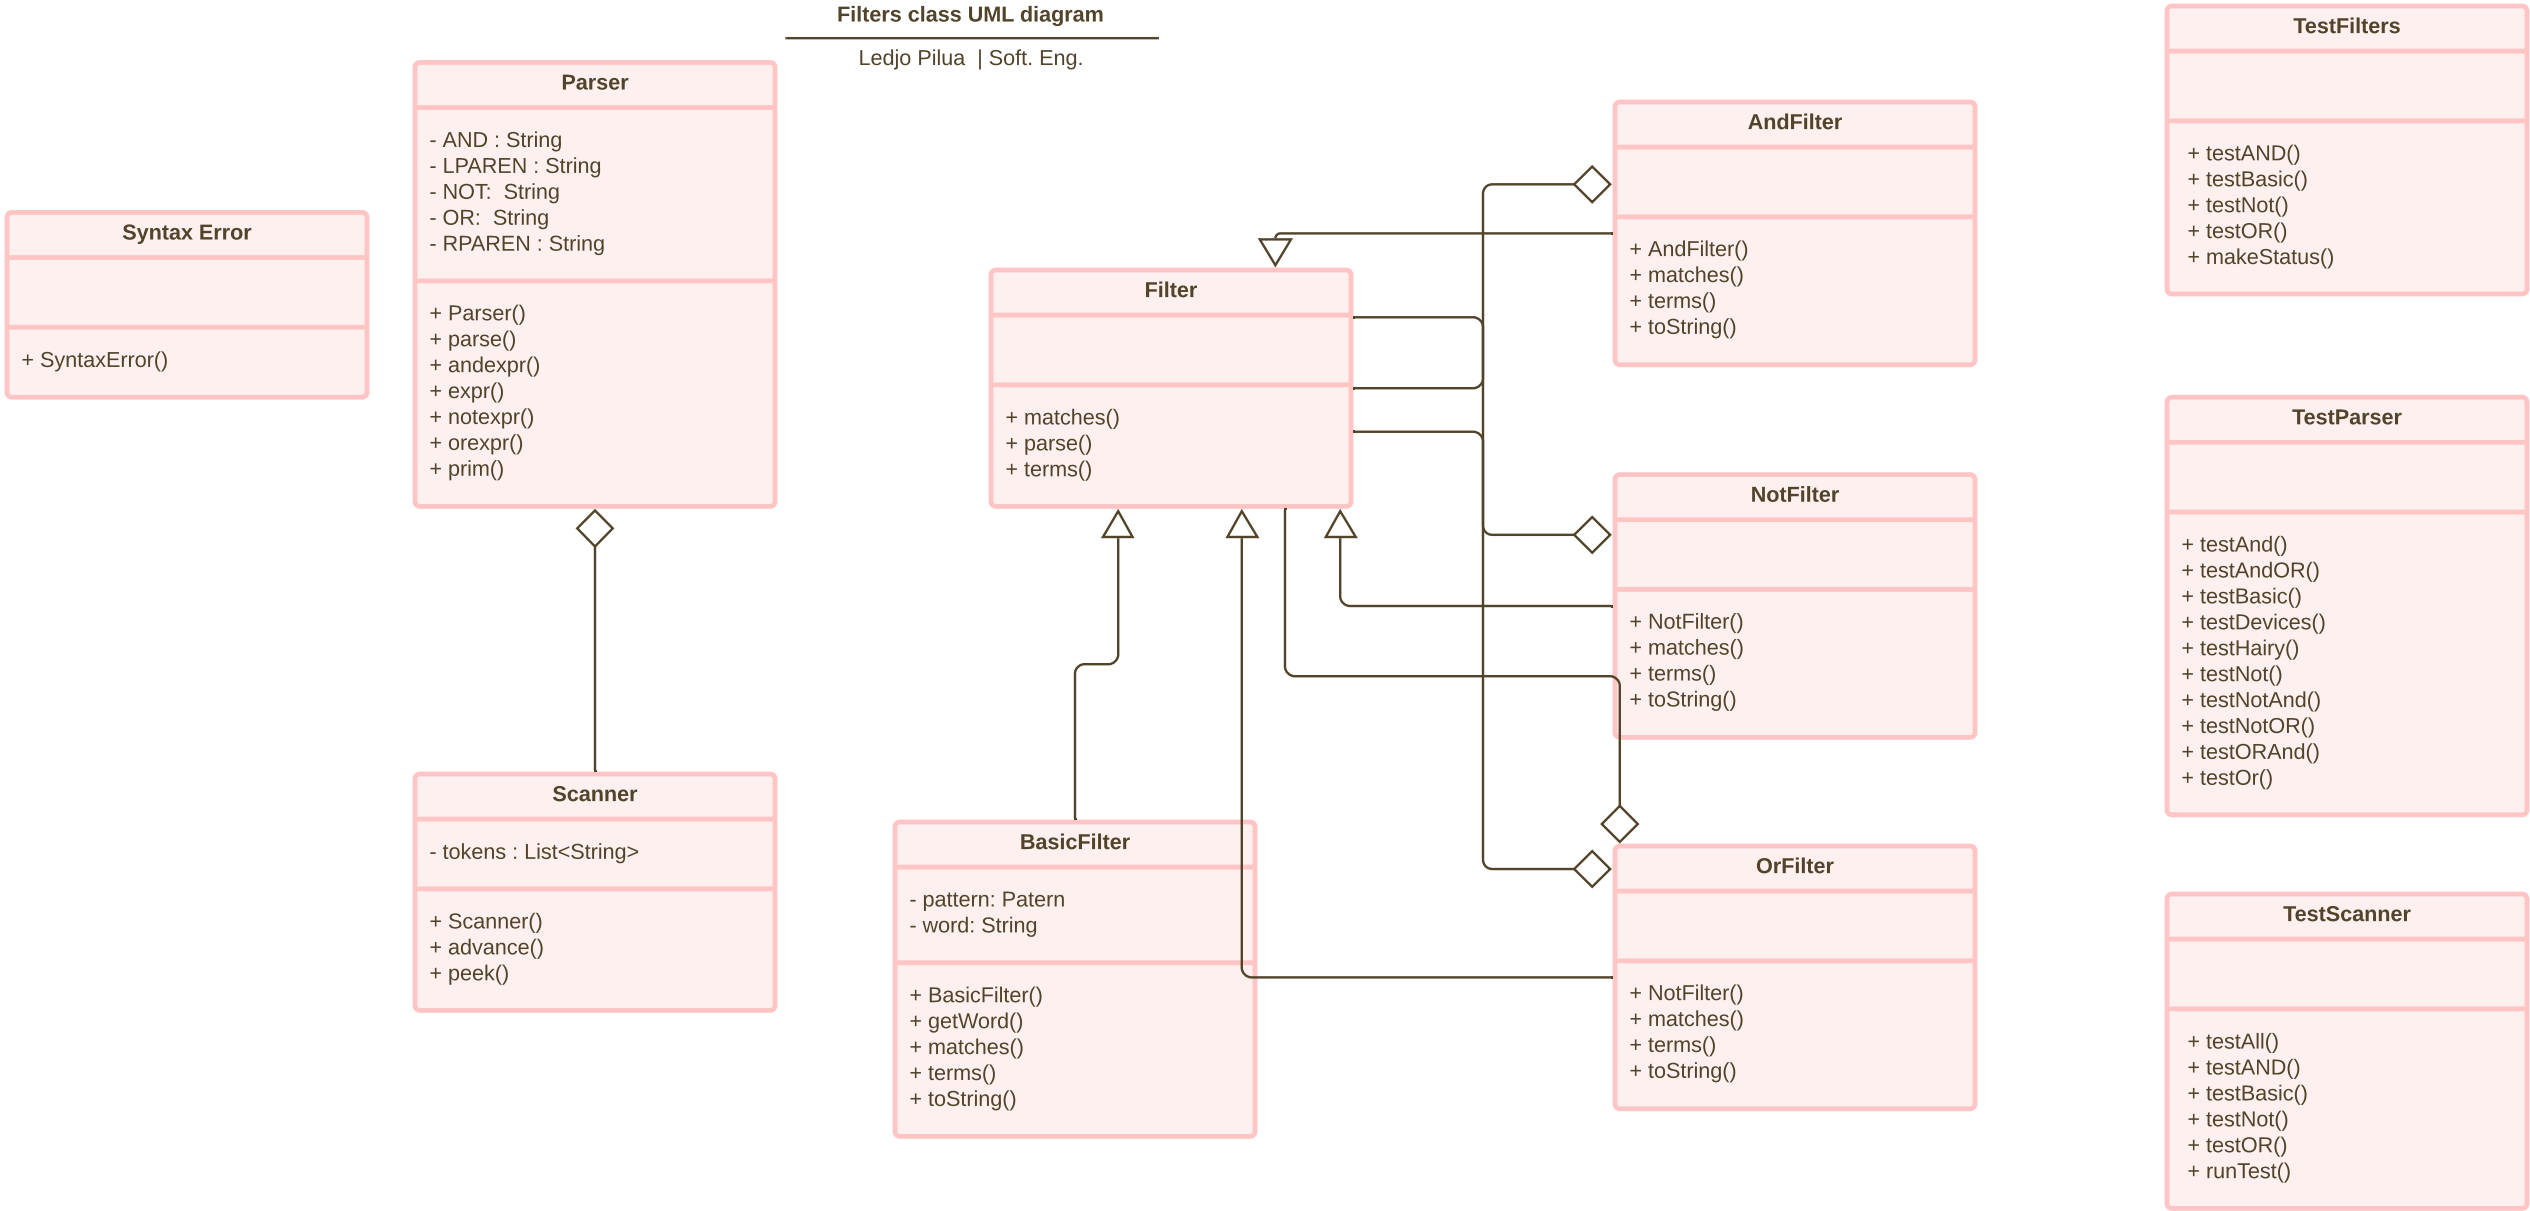 Filters class UML diagram
Ledjo Pilua  | Soft. Eng.
Syntax Error
+ SyntaxError()
Parser
- AND : String
- LPAREN : String
- NOT:  String
- OR:  String
- RPAREN : String
+ Parser()
+ parse()
+ andexpr()
+ expr()
+ notexpr()
+ orexpr()
+ prim()
Scanner
- tokens : List<String>
+ Scanner()
+ advance()
+ peek()
Filter
+ matches()
+ parse()
+ terms()
BasicFilter
- pattern: Patern
- word: String
+ BasicFilter()
+ getWord()
+ matches()
+ terms()
+ toString()
AndFilter
+ AndFilter()
+ matches()
+ terms()
+ toString()
NotFilter
+ NotFilter()
+ matches()
+ terms()
+ toString()
OrFilter
+ NotFilter()
+ matches()
+ terms()
+ toString()
TestFilters
+ testAND()
+ testBasic()
+ testNot()
+ testOR()
+ makeStatus()
TestParser
+ testAnd()
+ testAndOR()
+ testBasic()
+ testDevices()
+ testHairy()
+ testNot()
+ testNotAnd()
+ testNotOR()
+ testORAnd()
+ testOr()
TestScanner
+ testAll()
+ testAND()
+ testBasic()
+ testNot()
+ testOR()
+ runTest()